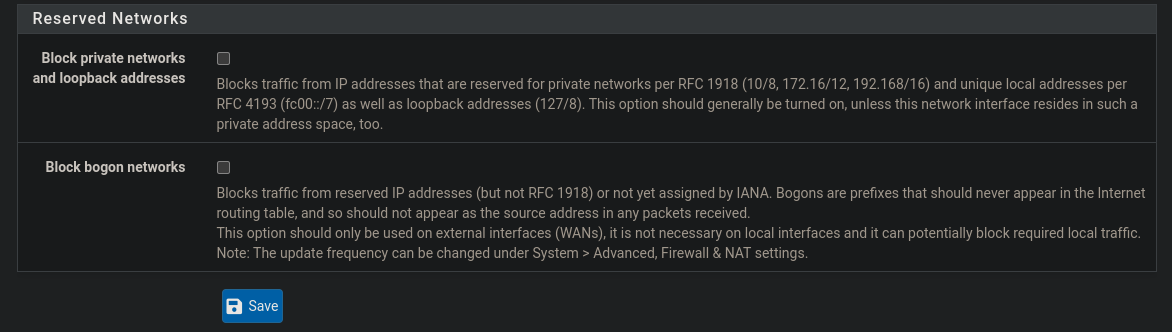 Reserved Networks
Block private networks
and loopback addresses
Blocks traffic from IP addresses that are reserved for private networks per RFC 1918 (10/8, 172.16/12, 192.168/16) and unique local addresses per
RFC 4193 (fc00::/7) as well as loopback addresses (127/8). This option should generally be turned on, unless this network interface resides in such a
private address space, too.
Block bogon networks
Blocks traffic from reserved IP addresses (but not RFC 1918) or not yet assigned by IANA. Bogons are prefixes that should never appear in the Internet
routing table, and so should not appear as the source address in any packets received.
This option should only be used on external interfaces (WANs), it is not necessary on local interfaces and it can potentially block required local traffic.
Note: The update frequency can be changed under System > Advanced, Firewall & NAT settings.
Save